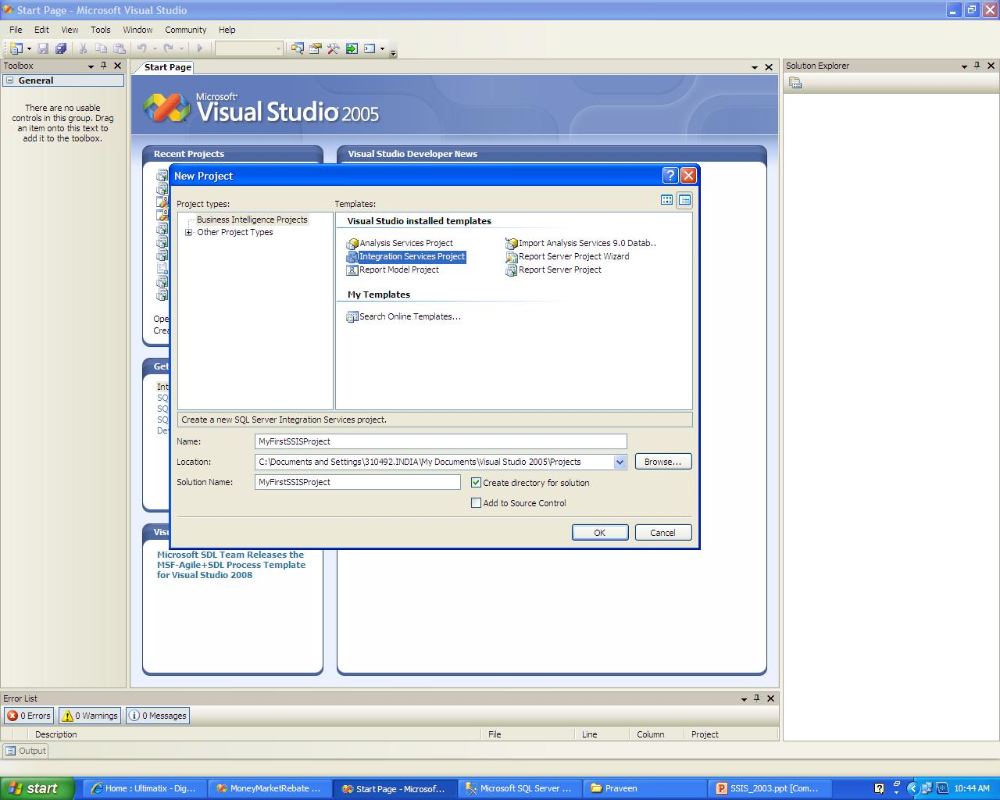 Start Page - Microsoft Visual Studio
File Edit View Tools Window Community Help
Toolbox
General
There are no usable
controls in this group. Drag
an item onto this text to
add it to the toolbox.
Start Page
Microsoft
Visual Studio 2005
Recent Projects
Visual Studio Developer News
Ope
Crea
Get
Int
SQ
SQ
SQ
De
Visu
Microsoft SDL Team Releases the
MSF-Agile+SDL Process Template
for Visual Studio 2008
New Project
Project types:
Business Intelligence Projects
Other Project Types
Templates:
Visual Studio installed templates
Analysis Services Project
Import Analysis Services 9.0 Datab..
Integration Services Project
Report Server Project Wizard
Report Model Project
Report Server Project
My Templates
Search Online Templates...
Create a new SQL Server Integration Services project.
Name: MyFirstSSISProject
Location: C:\Documents and Settings\310492.INDIA\My Documents\Visual Studio 2005\Projects Browse...
Solution Name: MyFirstSSISProject Create directory for solution
Add to Source Control
OK Cancel
Solution Explorer
Error List
0 Errors 0 Warnings 0 Messages
Description File Line Column Project
Output
start Home : Ultimatix - Dig... MoneyMarketRebate ... Start Page - Microsof... Microsoft SQL Server ... Praveen SSIS_2003.ppt [Com... 10:44 AM